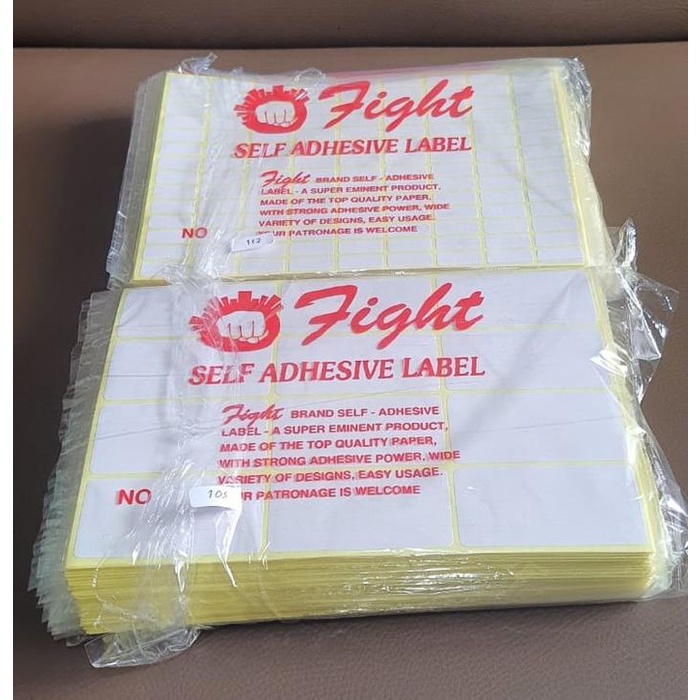 Fight
SELF ADHESIVE LABEL
Fight BRAND SELF - ADHESIVE
LABEL - A SUPER EMINENT PRODUCT,
MADE OF THE TOP QUALITY PAPER,
WITH STRONG ADHESIVE POWER, WIDE
VARIETY OF DESIGNS, EASY USAGE.
YOUR PATRONAGE IS WELCOME
NO
112
Fight
SELF ADHESIVE LABEL
Fight BRAND SELF - ADHESIVE
LABEL - A SUPER EMINENT PRODUCT,
MADE OF THE TOP QUALITY PAPER,
WITH STRONG ADHESIVE POWER, WIDE
VARIETY OF DESIGNS, EASY USAGE.
PATRONAGE IS WELCOME
NO